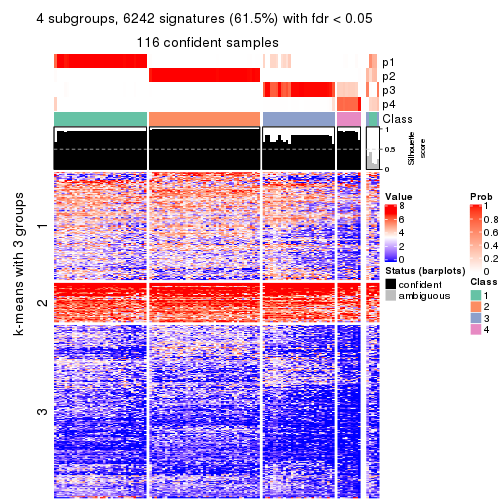 4 subgroups, 6242 signatures (61.5%) with fdr < 0.05
116 confident samples
p1
p2
p3
p4
Class
1
0.5
0
Silhouette
score
k-means with 3 groups
1
2
3
Value
8
6
4
2
0
Status (barplots)
confident
ambiguous
Prob
1
0.8
0.6
0.4
0.2
0
Class
1
2
3
4